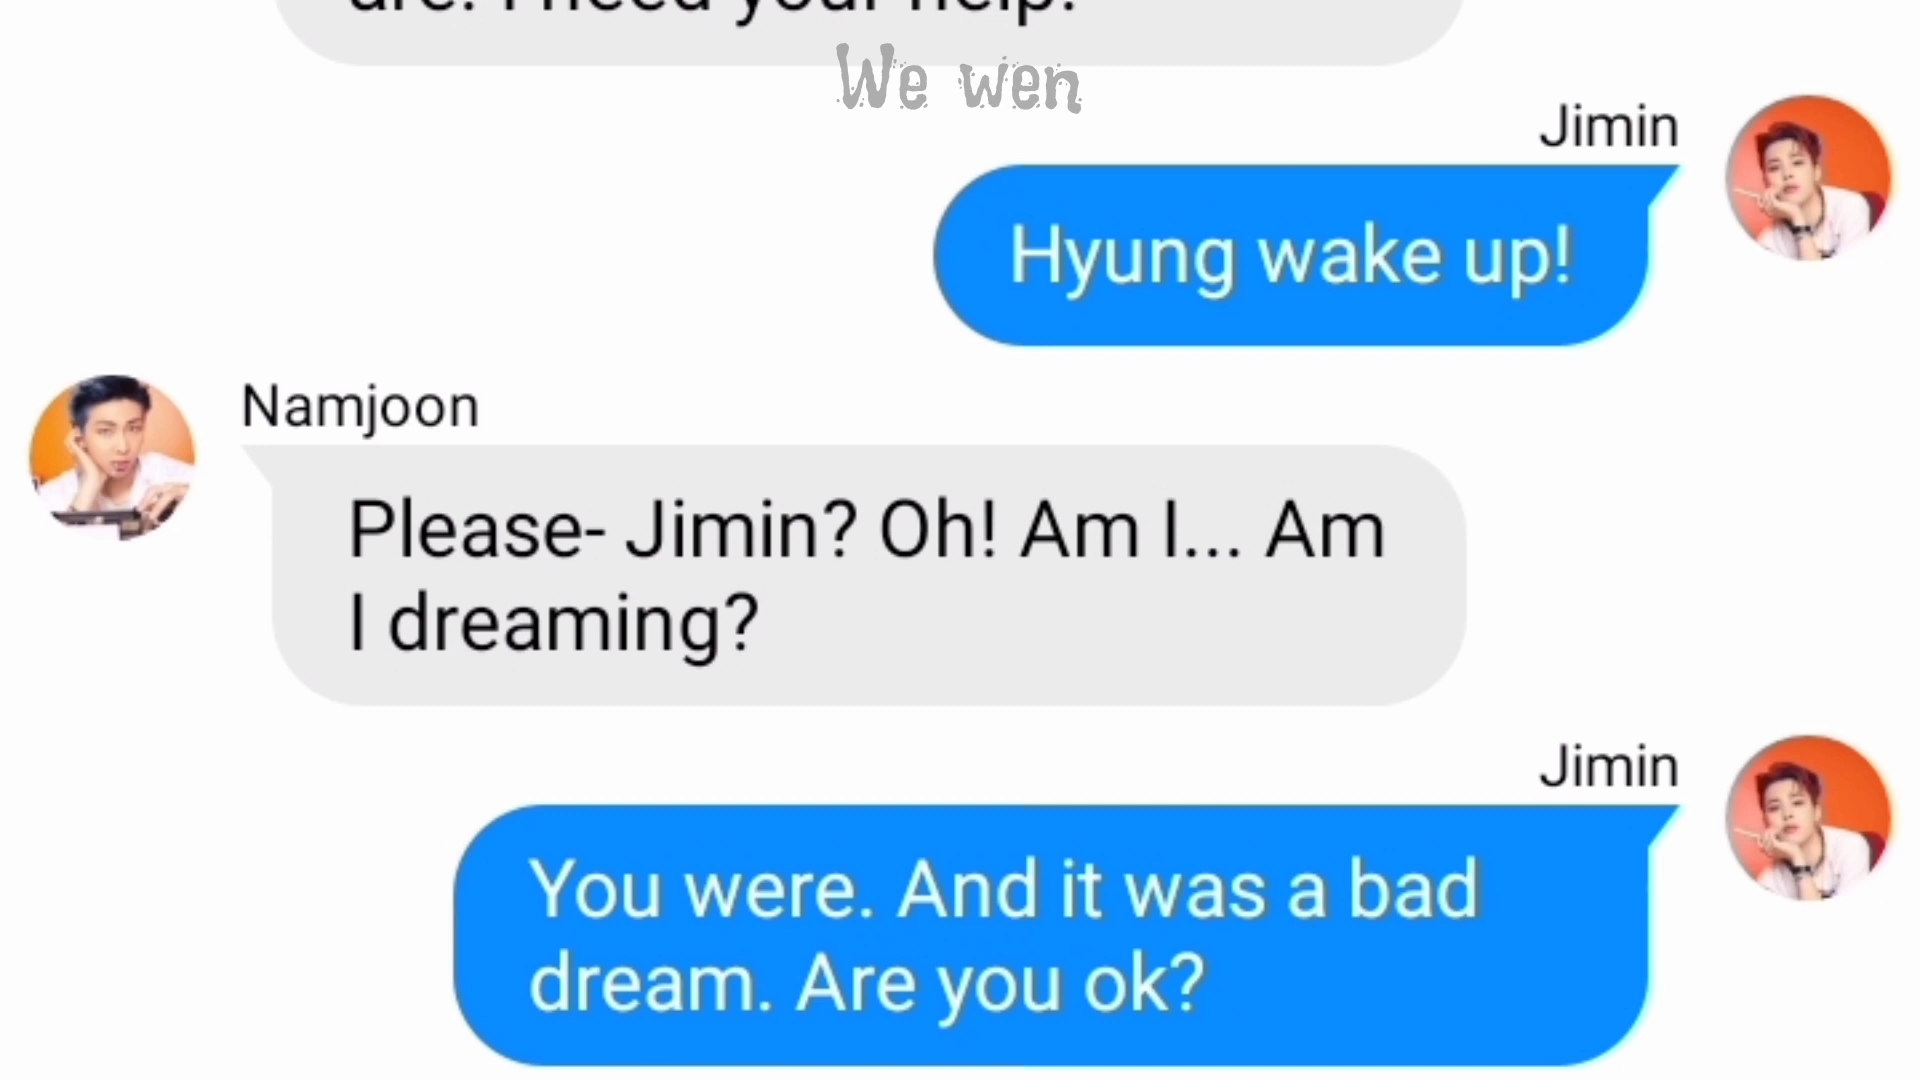 are. I need your help!
We wen
Jimin
Hyung wake up!
Namjoon
Please- Jimin? Oh! Am I... Am
I dreaming?
Jimin
You were. And it was a bad
dream. Are you ok?